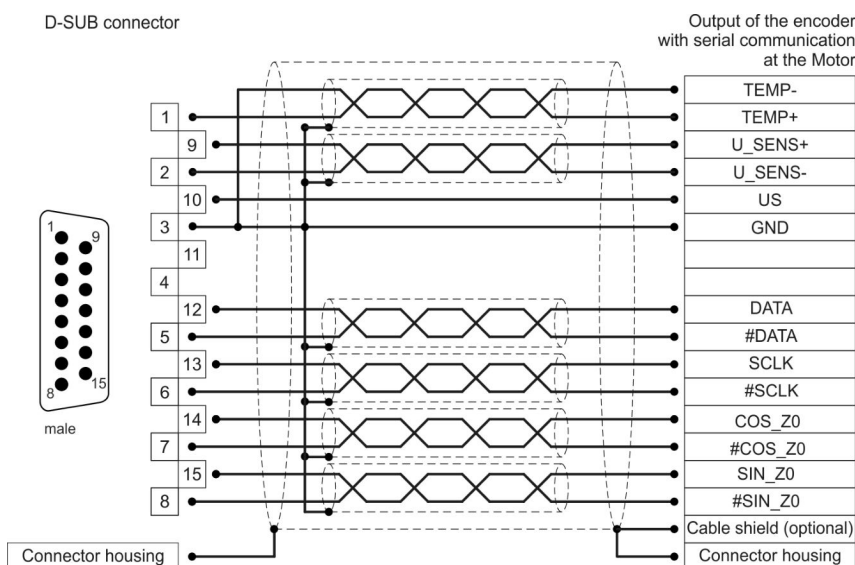 D-SUB connector
Output of the encoder
with serial communication
at the Motor
TEMP-
1
TEMP+
9
U_SENS+
2
U_SENS-
10
US
3
GND
11
4
12
DATA
5
#DATA
13
SCLK
6
#SCLK
14
COS_Z0
7
#COS_Z0
15
SIN_Z0
8
#SIN_Z0
1
9
8
15
male
Cable shield (optional)
Connector housing
Connector housing